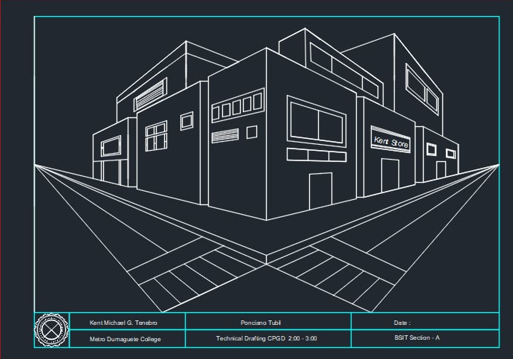 Kent Store
Kent Michael G. Tenebro
Ponciano Tubil
Date :
Metro Dumaguete College
Technical Drafting CPGD 2:00 - 3:00
BSIT Section - A